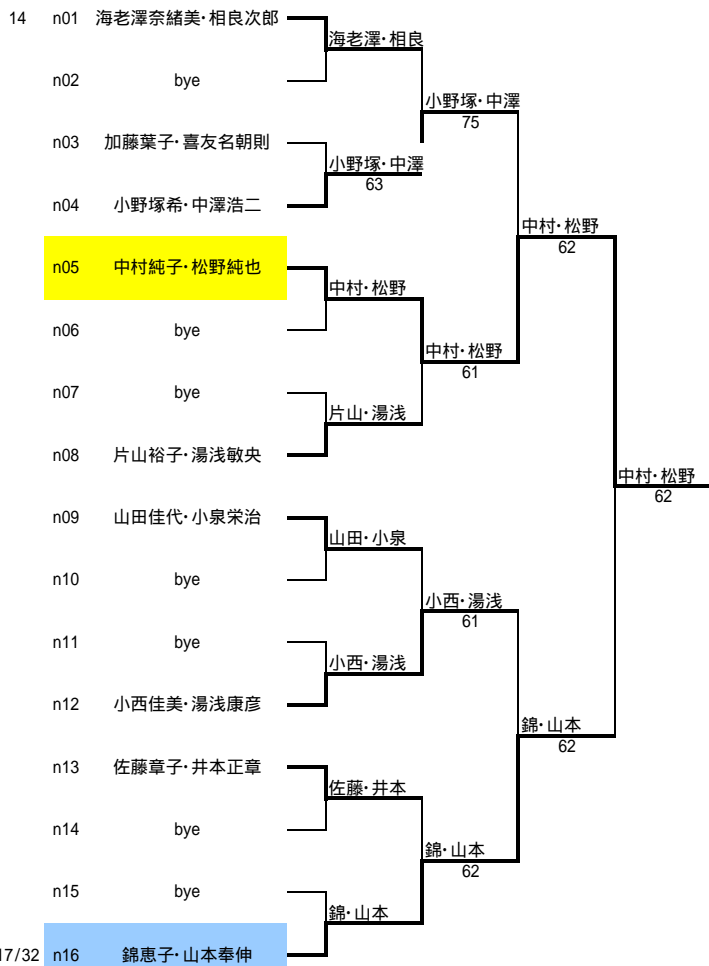 14 n01 海老澤奈緒美・相良次郎
海老澤・相良
n02 bye
小野塚・中澤
75
n03 加藤葉子・喜友名朝則
小野塚・中澤
63
n04 小野塚希・中澤浩二
中村・松野
62
n05 中村純子・松野純也
中村・松野
n06 bye
中村・松野
61
n07 bye
片山・湯浅
n08 片山裕子・湯浅敏央
中村・松野
62
n09 山田佳代・小泉栄治
山田・小泉
n10 bye
小西・湯浅
61
n11 bye
小西・湯浅
n12 小西佳美・湯浅康彦
錦・山本
62
n13 佐藤章子・井本正章
佐藤・井本
n14 bye
錦・山本
62
n15 bye
錦・山本
17/32 n16 錦恵子・山本奉伸